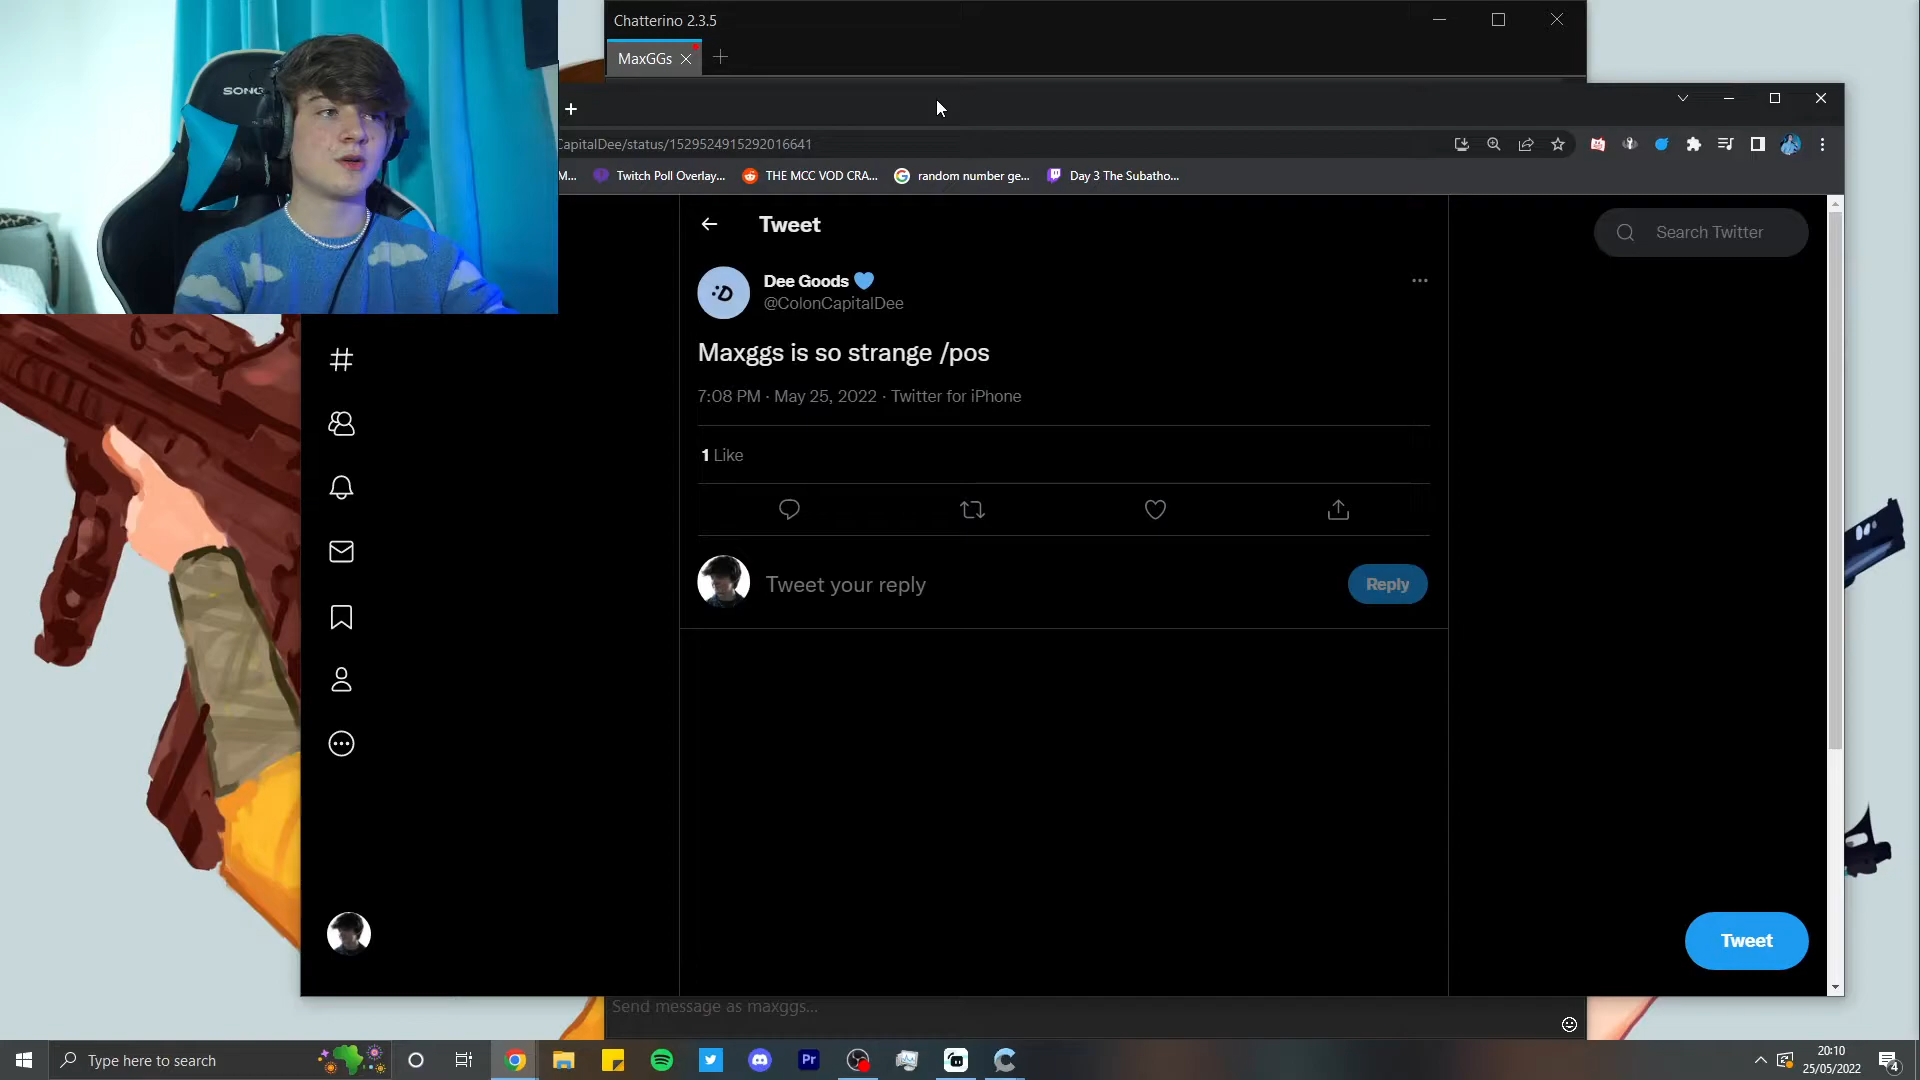 Chatterino 2.3.5
MaxGGs
SONG
CapitalDee/status/1529524915292016641
M...
Twitch Poll Overlay...
THE MCC VOD CRA...
random number ge...
Day 3 The Subatho...
Tweet
Search Twitter
:D
Dee Goods
@ColonCapitalDee
Maxggs is so strange /pos
7:08 PM · May 25, 2022 · Twitter for iPhone
1 Like
Tweet your reply
Reply
Tweet
Send message as maxggs...
Type here to search
Pr
20:10
25/05/2022
4